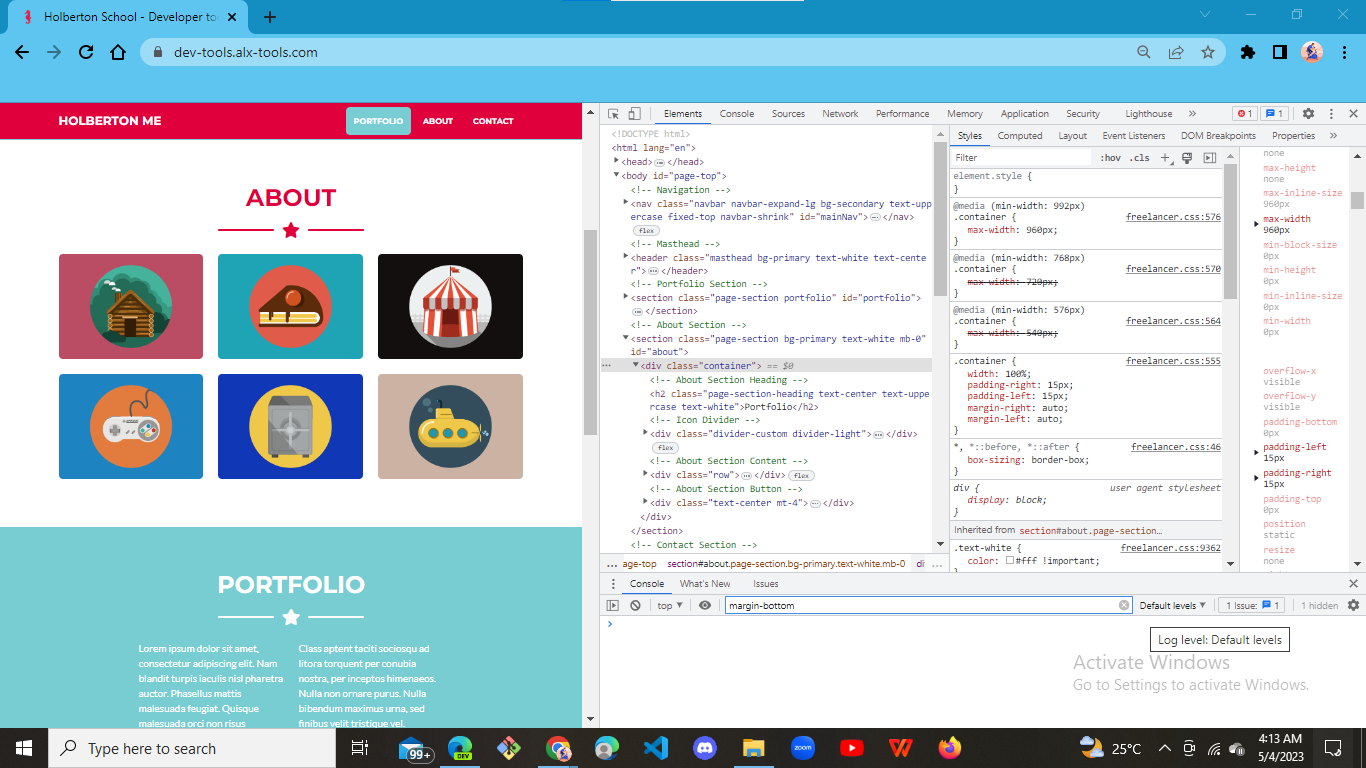 Holberton School - Developer to
dev-tools.alx-tools.com
HOLBERTON ME
PORTFOLIO
ABOUT
CONTACT
ABOUT
PORTFOLIO
Lorem ipsum dolor sit amet,
consectetur adipiscing elit. Nam
blandit turpis iaculis nisl pharetra
auctor. Phasellus mattis
malesuada feugiat. Quisque
malesuada orci non risus
Class aptent taciti sociosqu ad
litora torquent per conubia
nostra, per inceptos himenaeos.
Nulla non ornare purus. Nulla
bibendum maximus urna, sed
finibus velit tristique vel.
Elements Console Sources Network Performance Memory Application Security Lighthouse » 1 1
<!DOCTYPE html>
<html lang="en">
<head>…</head>
<body id="page-top">
<!-- Navigation -->
<nav class="navbar navbar-expand-lg bg-secondary text-upp
ercase fixed-top navbar-shrink" id="mainNav">…</nav>
flex
<!-- Masthead -->
<header class="masthead bg-primary text-white text-cente
r">…</header>
<!-- Portfolio Section -->
<section class="page-section portfolio" id="portfolio">
…</section>
<!-- About Section -->
<section class="page-section bg-primary text-white mb-0"
id="about">
… <div class="container"> == $0
<!-- About Section Heading -->
<h2 class="page-section-heading text-center text-uppe
rcase text-white">Portfolio</h2>
<!-- Icon Divider -->
<div class="divider-custom divider-light">…</div>
flex
<!-- About Section Content -->
<div class="row">…</div> flex
<!-- About Section Button -->
<div class="text-center mt-4">…</div>
</div>
</section>
<!-- Contact Section -->
… age-top section#about.page-section.bg-primary.text-white.mb-0 di …
Styles Computed Layout Event Listeners DOM Breakpoints Properties »
Filter :hov .cls +
element.style {
}
@media (min-width: 992px)
.container { freelancer.css:576
max-width: 960px;
}
@media (min-width: 768px)
.container { freelancer.css:570
max-width: 720px;
}
@media (min-width: 576px)
.container { freelancer.css:564
max-width: 540px;
}
.container { freelancer.css:555
width: 100%;
padding-right: 15px;
padding-left: 15px;
margin-right: auto;
margin-left: auto;
}
*, *::before, *::after { freelancer.css:46
box-sizing: border-box;
}
div { user agent stylesheet
display: block;
}
Inherited from section#about.page-section…
.text-white { freelancer.css:9362
color: #fff !important;
none
max-height
none
max-inline-size
960px
max-width
960px
min-block-size
0px
min-height
0px
min-inline-size
0px
min-width
0px
overflow-x
visible
overflow-y
visible
padding-bottom
0px
padding-left
15px
padding-right
15px
padding-top
0px
position
static
resize
none
Console What's New Issues
top ▼ margin-bottom Default levels ▼ 1 Issue: 1 1 hidden
>
Log level: Default levels
Activate Windows
Go to Settings to activate Windows.
Type here to search
99+
DEV
zoom
25°C
4:13 AM
5/4/2023